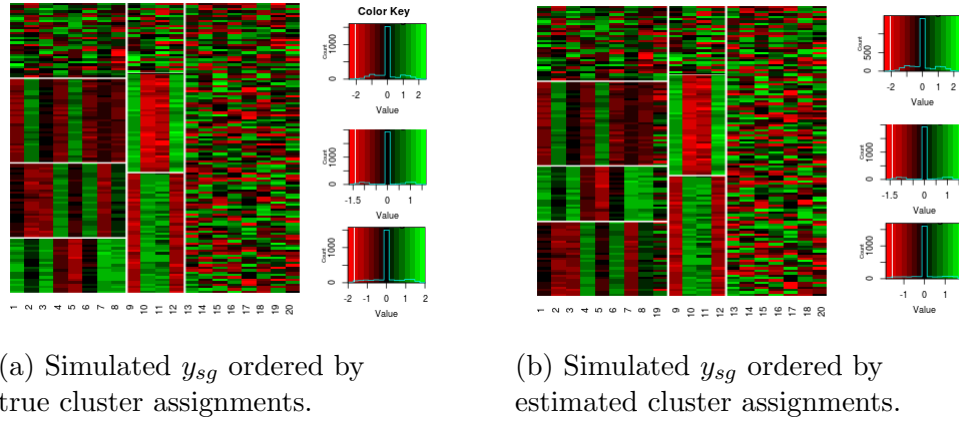 Color Key
Count
0 1000
-2 0 1 2
Value
Count
0 1000
-1.5 0 1
Value
Count
0 1000
-2 -1 0 1 2
Value
1 2 3 4 5 6 7 8 9 10 11 12 13 14 15 16 17 18 19 20
Count
0 500
-2 0 1 2
Value
Count
0 1000
-1.5 0 1
Value
Count
0 1000
-1 0 1
Value
1 2 3 4 5 6 7 8 19 9 10 11 12 13 14 15 16 17 18 20
(a) Simulated y_sg ordered by
true cluster assignments.
(b) Simulated y_sg ordered by
estimated cluster assignments.